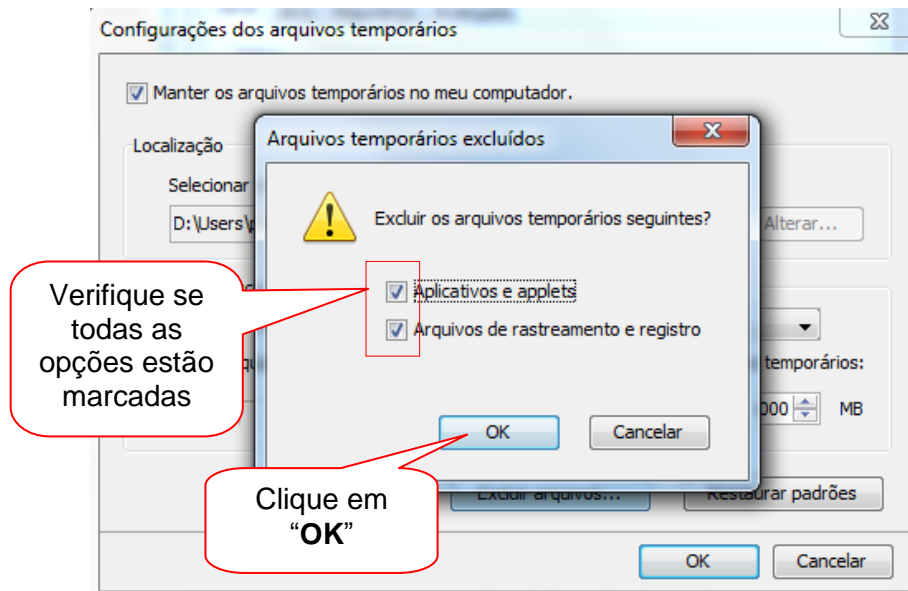 Configurações dos arquivos temporários
Manter os arquivos temporários no meu computador.
Localização
Selecionar
D:\Users\
Alterar...
Arquivos temporários excluídos
Excluir os arquivos temporários seguintes?
Aplicativos e applets
Arquivos de rastreamento e registro
OK
Cancelar
Verifique se
todas as
opções estão
marcadas
temporários:
MB
Clique em
“OK”
Excluir arquivos...
Restaurar padrões
OK
Cancelar